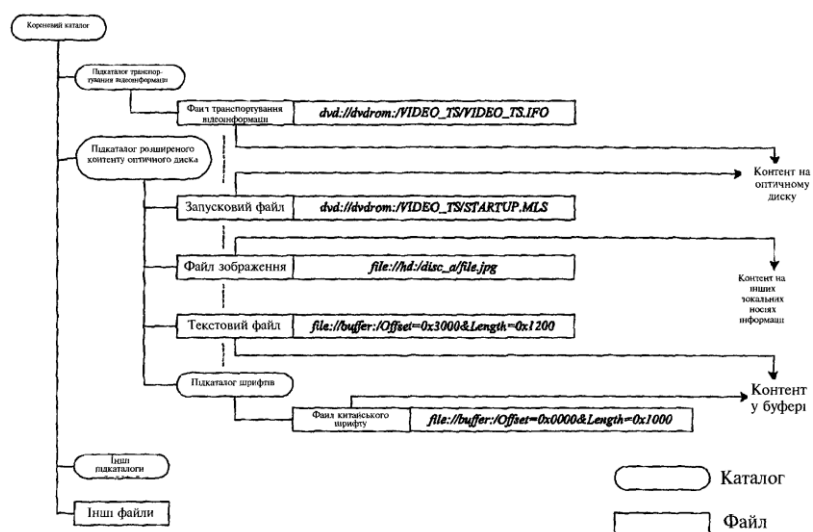 Кореневий каталог
Підкаталог транспор-
тування відеоінформації
Файл транспортування
відеоінформації
dvd://dvdrom:/VIDEO_TS/VIDEO_TS.IFO
Підкаталог розширеного
контенту оптичного диска
Контент на
оптичному
диску
Запусковий файл
dvd://dvdrom:/VIDEO_TS/STARTUP.MLS
Файл зображення
file://hd:/disc_a/file.jpg
Контент на
інших
локальних
носіях
інформації
Текстовий файл
file://buffer:/Offset=0x3000&Length=0x1200
Підкаталог шрифтів
Контент
у буфері
Файл китайського
шрифту
file://buffer:/Offset=0x0000&Length=0x1000
Інші
підкаталоги
Каталог
Інші файли
Файл